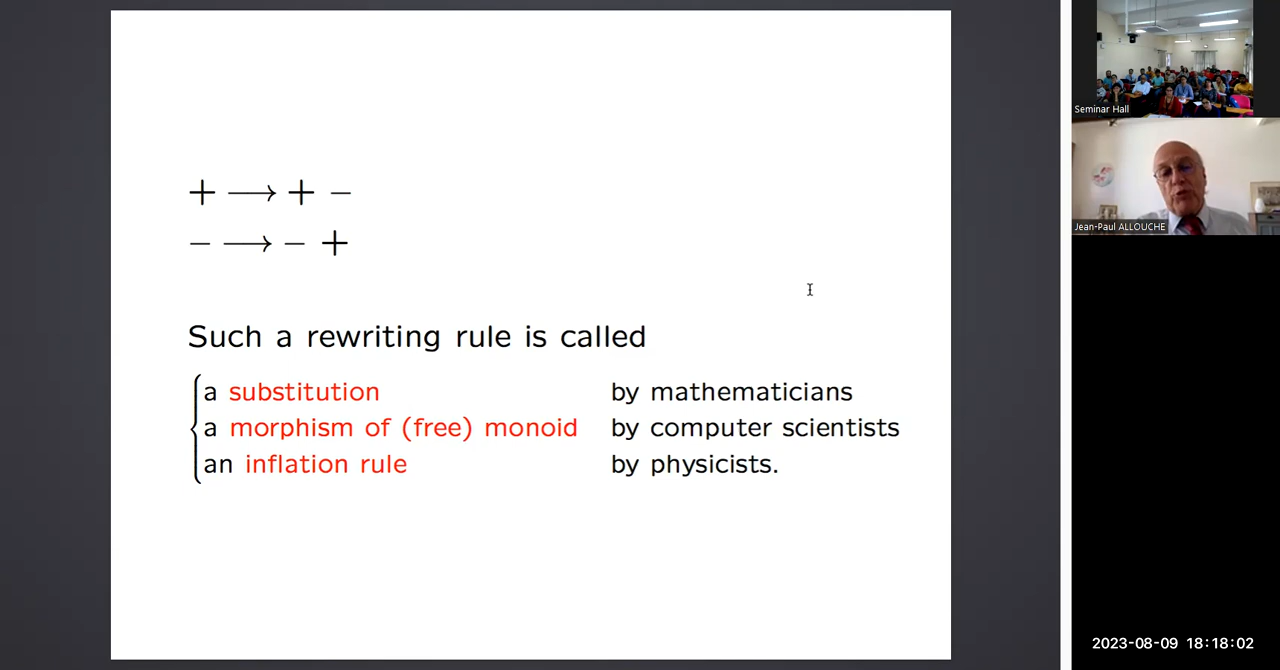 + ⟶ + −
− ⟶ − +
Such a rewriting rule is called
a substitution by mathematicians
a morphism of (free) monoid by computer scientists
an inflation rule by physicists.
Seminar Hall
Jean-Paul ALLOUCHE
2023-08-09 18:18:02